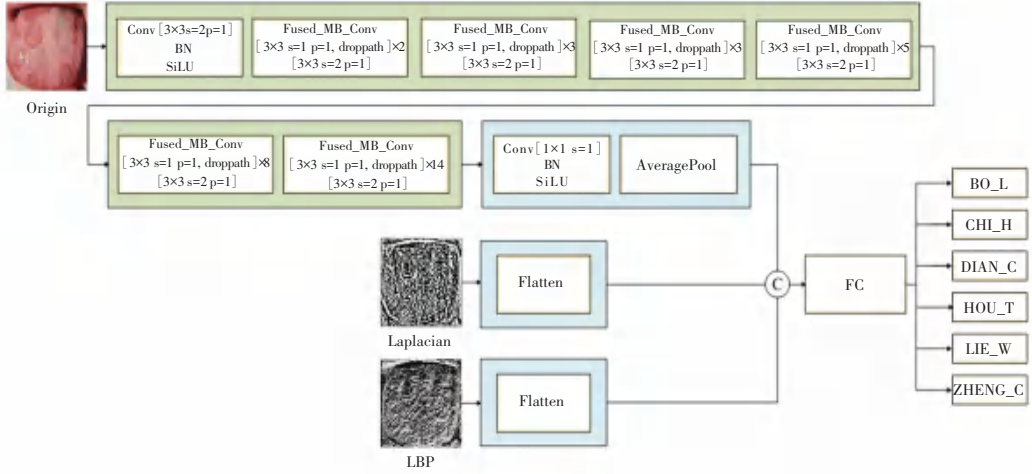 Conv [3×3s=2p=1]
BN
SiLU
Fused_MB_Conv
[3×3 s=1 p=1, droppath]×2
[3×3 s=2 p=1]
Fused_MB_Conv
[3×3 s=1 p=1, droppath]×3
[3×3 s=2 p=1]
Fused_MB_Conv
[3×3 s=1 p=1, droppath]×3
[3×3 s=2 p=1]
Fused_MB_Conv
[3×3 s=1 p=1, droppath]×5
[3×3 s=2 p=1]
Origin
Fused_MB_Conv
[3×3 s=1 p=1, droppath]×8
[3×3 s=2 p=1]
Fused_MB_Conv
[3×3 s=1 p=1, droppath]×14
[3×3 s=2 p=1]
Conv[1×1 s=1]
BN
SiLU
AveragePool
Laplacian
Flatten
LBP
Flatten
C
FC
BO_L
CHI_H
DIAN_C
HOU_T
LIE_W
ZHENG_C